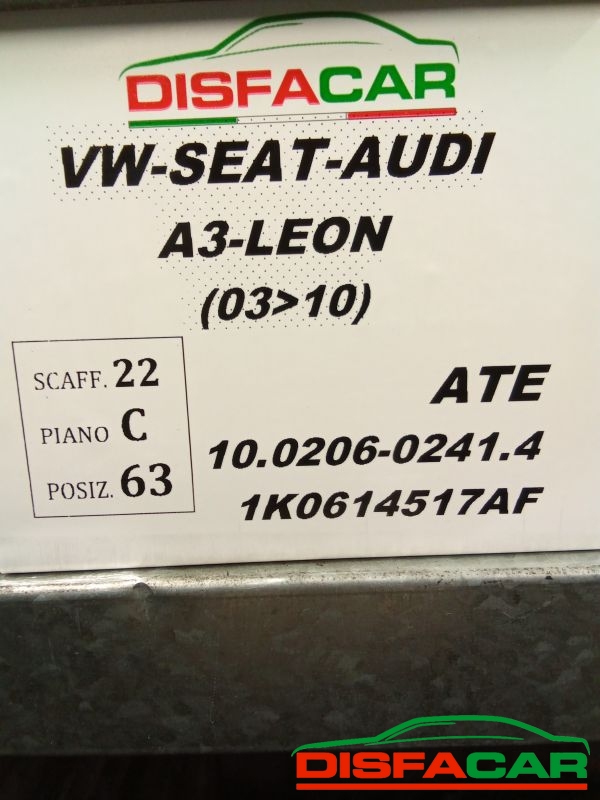 DISFACAR
VW-SEAT-AUDI
A3-LEON
(03>10)
SCAFF. 22
PIANO C
POSIZ. 63
ATE
10.0206-0241.4
1K0614517AF
DISFACAR